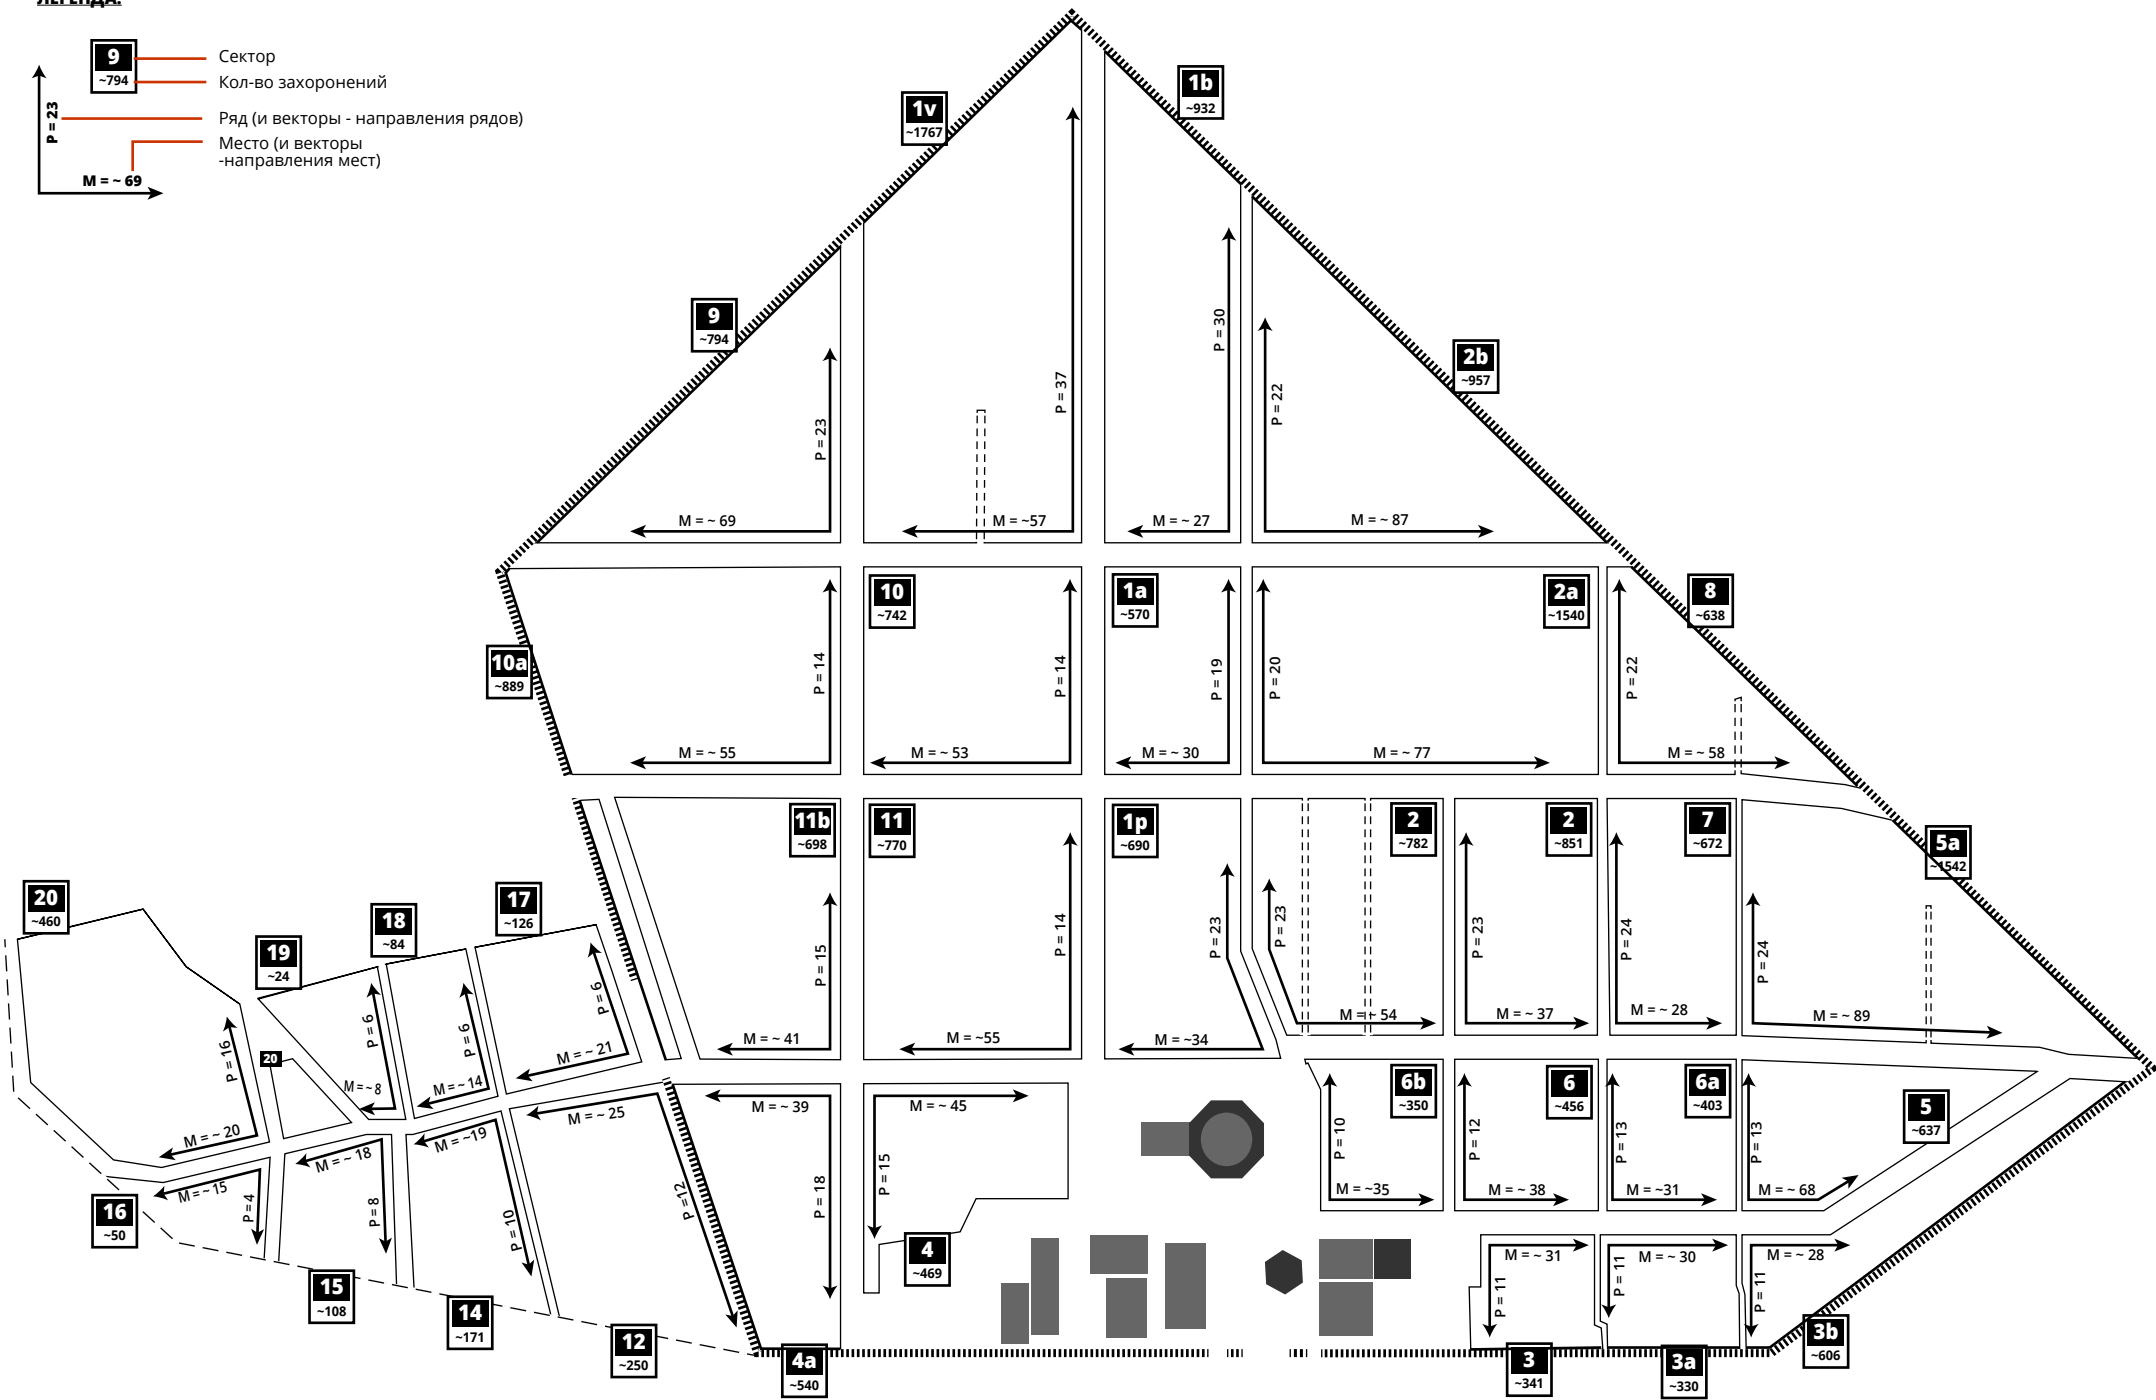 ЛЕГЕНДА:
9
~794
Сектор
Кол-во захоронений
Р = 23
Ряд (и векторы - направления рядов)
Место (и векторы
-направления мест)
М = ~ 69
1v
~1767
1b
~932
9
~794
2b
~957
Р = 23
Р = 37
Р = 30
Р = 22
М = ~ 69
М = ~57
М = ~ 27
М = ~ 87
10a
~889
10
~742
1a
~570
2a
~1540
8
~638
Р = 14
Р = 14
Р = 19
Р = 20
Р = 22
М = ~ 55
М = ~ 53
М = ~ 30
М = ~ 77
М = ~ 58
11b
~698
11
~770
1p
~690
2
~782
2
~851
7
~672
5a
~1542
Р = 15
Р = 14
Р = 23
Р = 23
Р = 23
Р = 24
Р = 24
М = ~ 41
М = ~55
М = ~34
М = ~ 54
М = ~ 37
М = ~ 28
М = ~ 89
20
~460
19
~24
18
~84
17
~126
Р = 16
Р = 6
Р = 6
Р = 6
20
М = ~ 20
М = ~ 8
М = ~ 14
М = ~ 21
6b
~350
6
~456
6a
~403
5
~637
Р = 10
Р = 12
Р = 13
Р = 13
М = ~35
М = ~ 38
М = ~31
М = ~ 68
М = ~ 15
М = ~ 18
М = ~19
М = ~ 25
М = ~ 39
М = ~ 45
Р = 4
Р = 8
Р = 10
Р =12
Р = 18
Р = 15
16
~50
15
~108
14
~171
12
~250
4a
~540
4
~469
М = ~ 31
М = ~ 30
М = ~ 28
Р = 11
Р = 11
Р = 11
3
~341
3a
~330
3b
~606